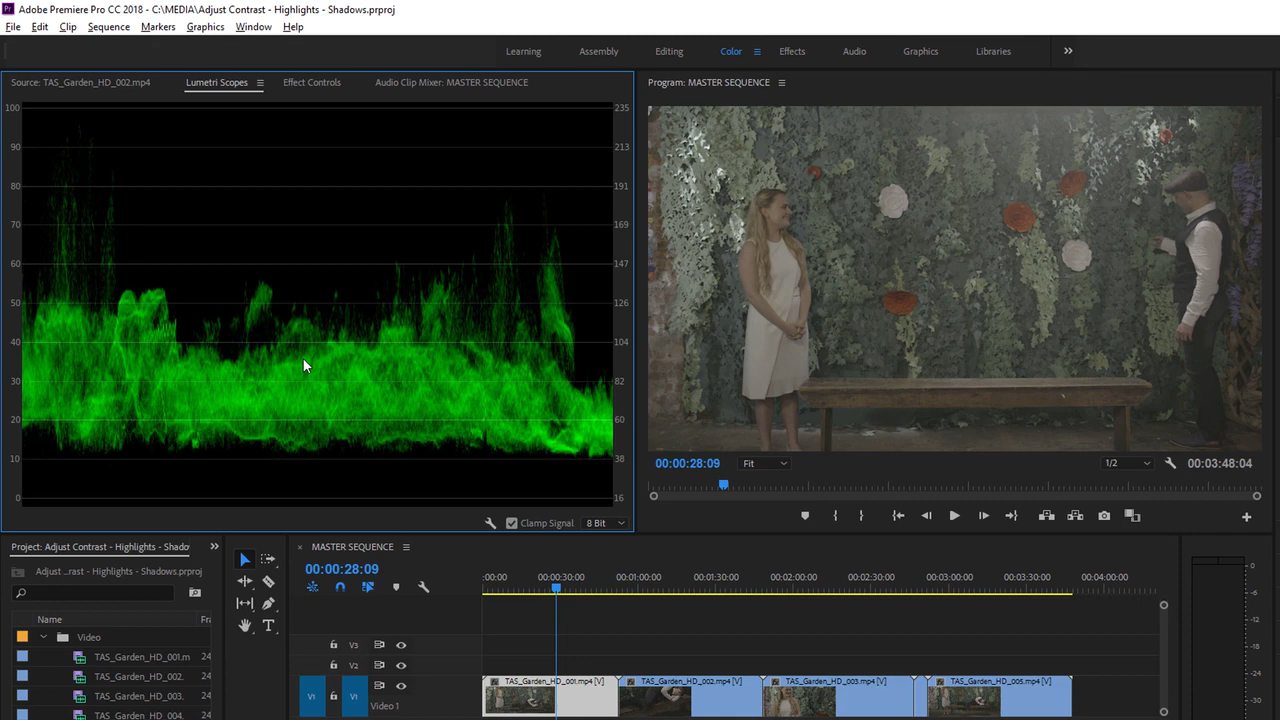 Adobe Premiere Pro CC 2018 - C:\MEDIA\Adjust Contrast - Highlights - Shadows.prproj
File Edit Clip Sequence Markers Graphics Window Help
Learning Assembly Editing Color Effects Audio Graphics Libraries
Source: TAS_Garden_HD_002.mp4 Lumetri Scopes Effect Controls Audio Clip Mixer: MASTER SEQUENCE
Program: MASTER SEQUENCE
100 235
90 213
80 191
70 169
60 147
50 126
40 104
30 82
20 60
10 38
0 16
Clamp Signal 8 Bit
00:00:28:09 Fit 1/2 00:03:48:04
Project: Adjust Contrast - Highlights - Shado
Adjust ...rast - Highlights - Shadows.prproj
Name Fra
Video
TAS_Garden_HD_001.m 24
TAS_Garden_HD_002. 24
TAS_Garden_HD_003. 24
TAS_Garden_HD_004. 24
MASTER SEQUENCE
00:00:28:09
:00:00 00:00:30:00 00:01:00:00 00:01:30:00 00:02:00:00 00:02:30:00 00:03:00:00 00:03:30:00 00:04:00:00
V3
V2
V1 V1 Video 1
TAS_Garden_HD_001.mp4 [V] TAS_Garden_HD_002.mp4 [V] TAS_Garden_HD_003.mp4 [V] TAS_Garden_HD_005.mp4 [V]
0
-6
-12
-18
-24
-30